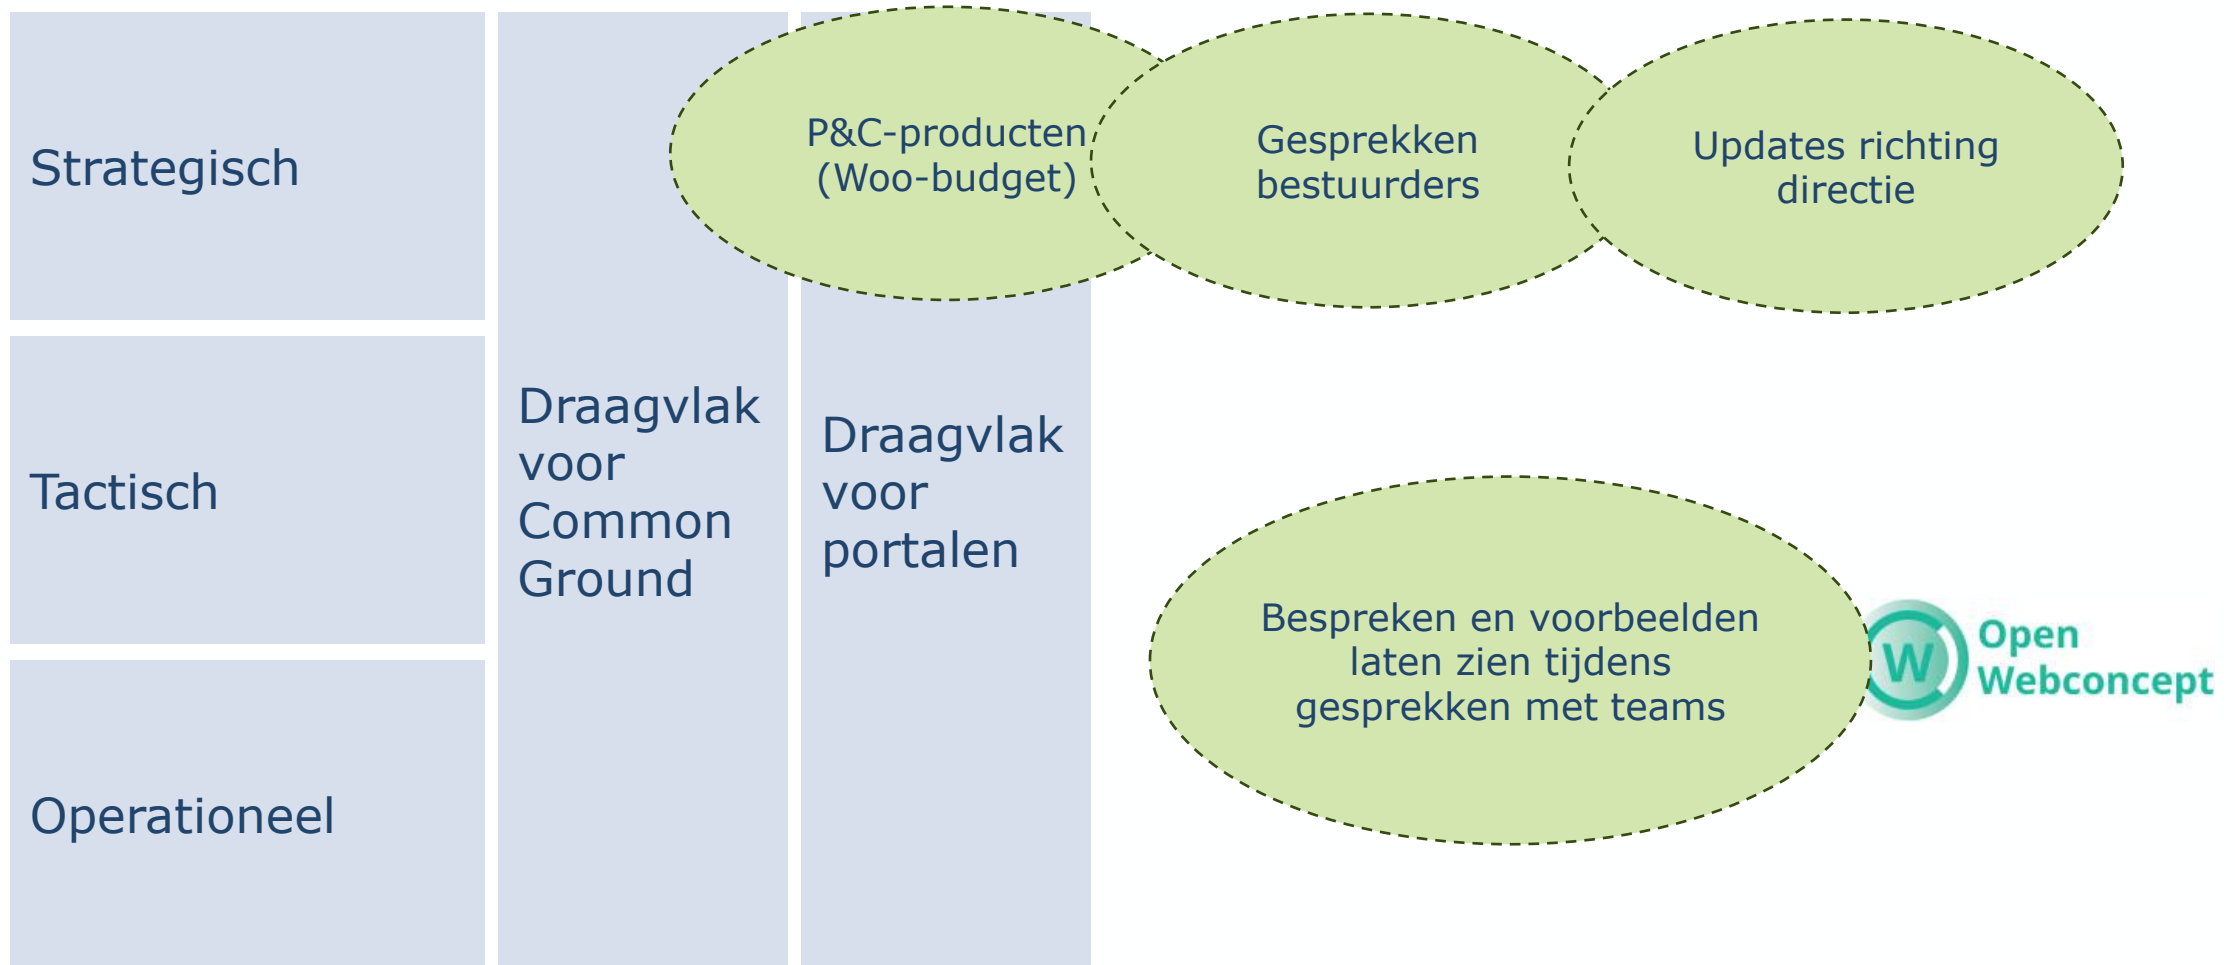 Strategisch
P&C-producten
(Woo-budget)
Gesprekken
bestuurders
Updates richting
directie
Tactisch
Draagvlak
voor
Common
Ground
Draagvlak
voor
portalen
Bespreken en voorbeelden
laten zien tijdens
gesprekken met teams
W
Open
Webconcept
Operationeel